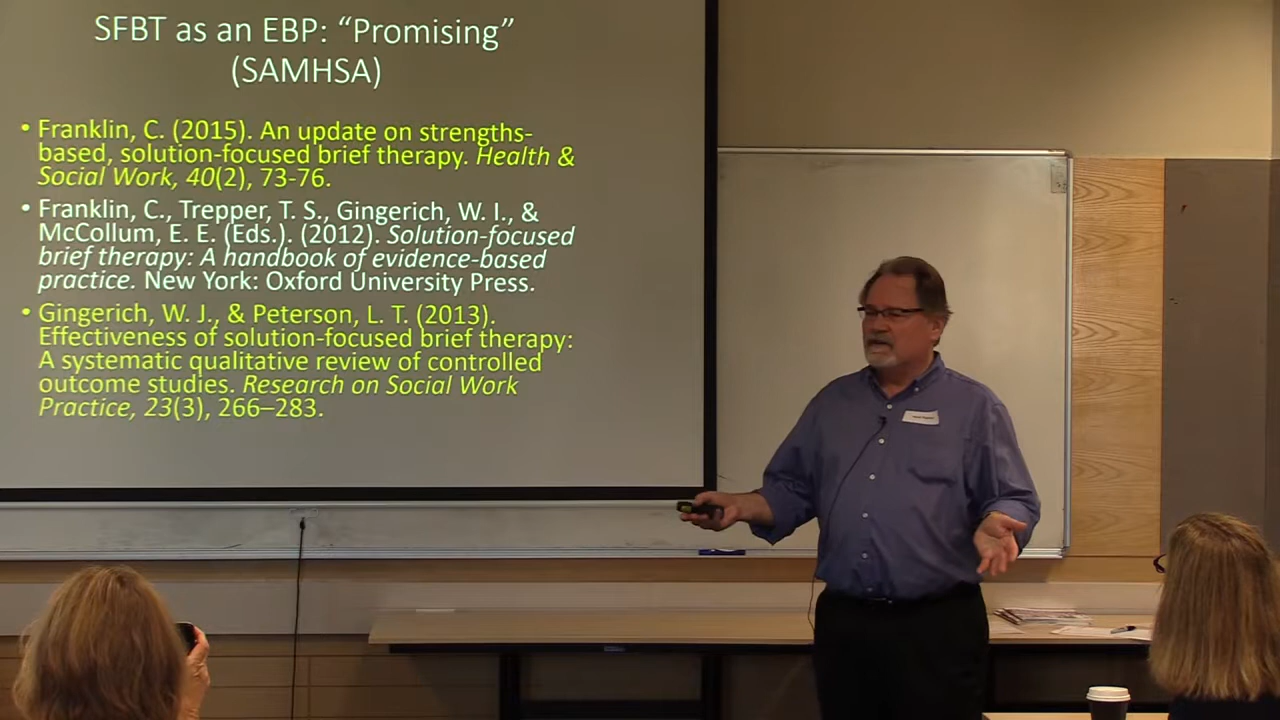 SFBT as an EBP: “Promising”
(SAMHSA)
• Franklin, C. (2015). An update on strengths-
based, solution-focused brief therapy. Health &
Social Work, 40(2), 73-76.
• Franklin, C., Trepper, T. S., Gingerich, W. I., &
McCollum, E. E. (Eds.). (2012). Solution-focused
brief therapy: A handbook of evidence-based
practice. New York: Oxford University Press.
• Gingerich, W. J., & Peterson, L. T. (2013).
Effectiveness of solution-focused brief therapy:
A systematic qualitative review of controlled
outcome studies. Research on Social Work
Practice, 23(3), 266–283.